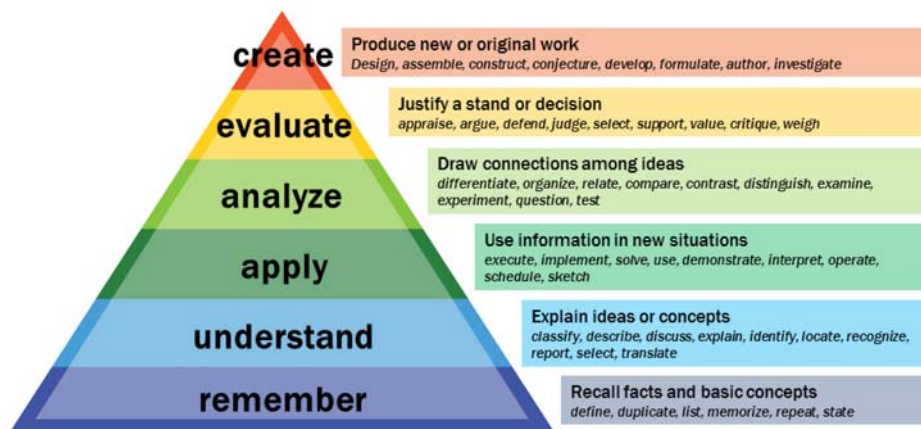 create
Produce new or original work
Design, assemble, construct, conjecture, develop, formulate, author, investigate
evaluate
Justify a stand or decision
appraise, argue, defend, judge, select, support, value, critique, weigh
analyze
Draw connections among ideas
differentiate, organize, relate, compare, contrast, distinguish, examine,
experiment, question, test
apply
Use information in new situations
execute, implement, solve, use, demonstrate, interpret, operate,
schedule, sketch
understand
Explain ideas or concepts
classify, describe, discuss, explain, identify, locate, recognize,
report, select, translate
remember
Recall facts and basic concepts
define, duplicate, list, memorize, repeat, state